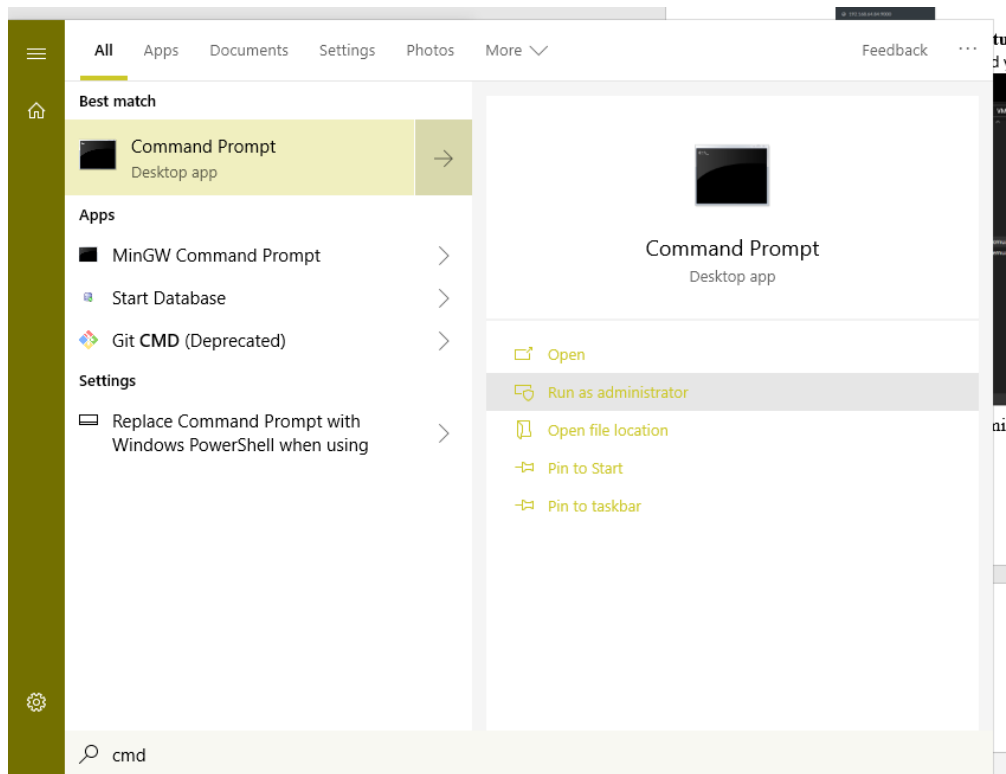 All Apps Documents Settings Photos More Feedback ...
Best match
Command Prompt
Desktop app
Apps
MinGW Command Prompt
Start Database
Git CMD (Deprecated)
Settings
Replace Command Prompt with
Windows PowerShell when using
cmd
Command Prompt
Desktop app
Open
Run as administrator
Open file location
Pin to Start
Pin to taskbar